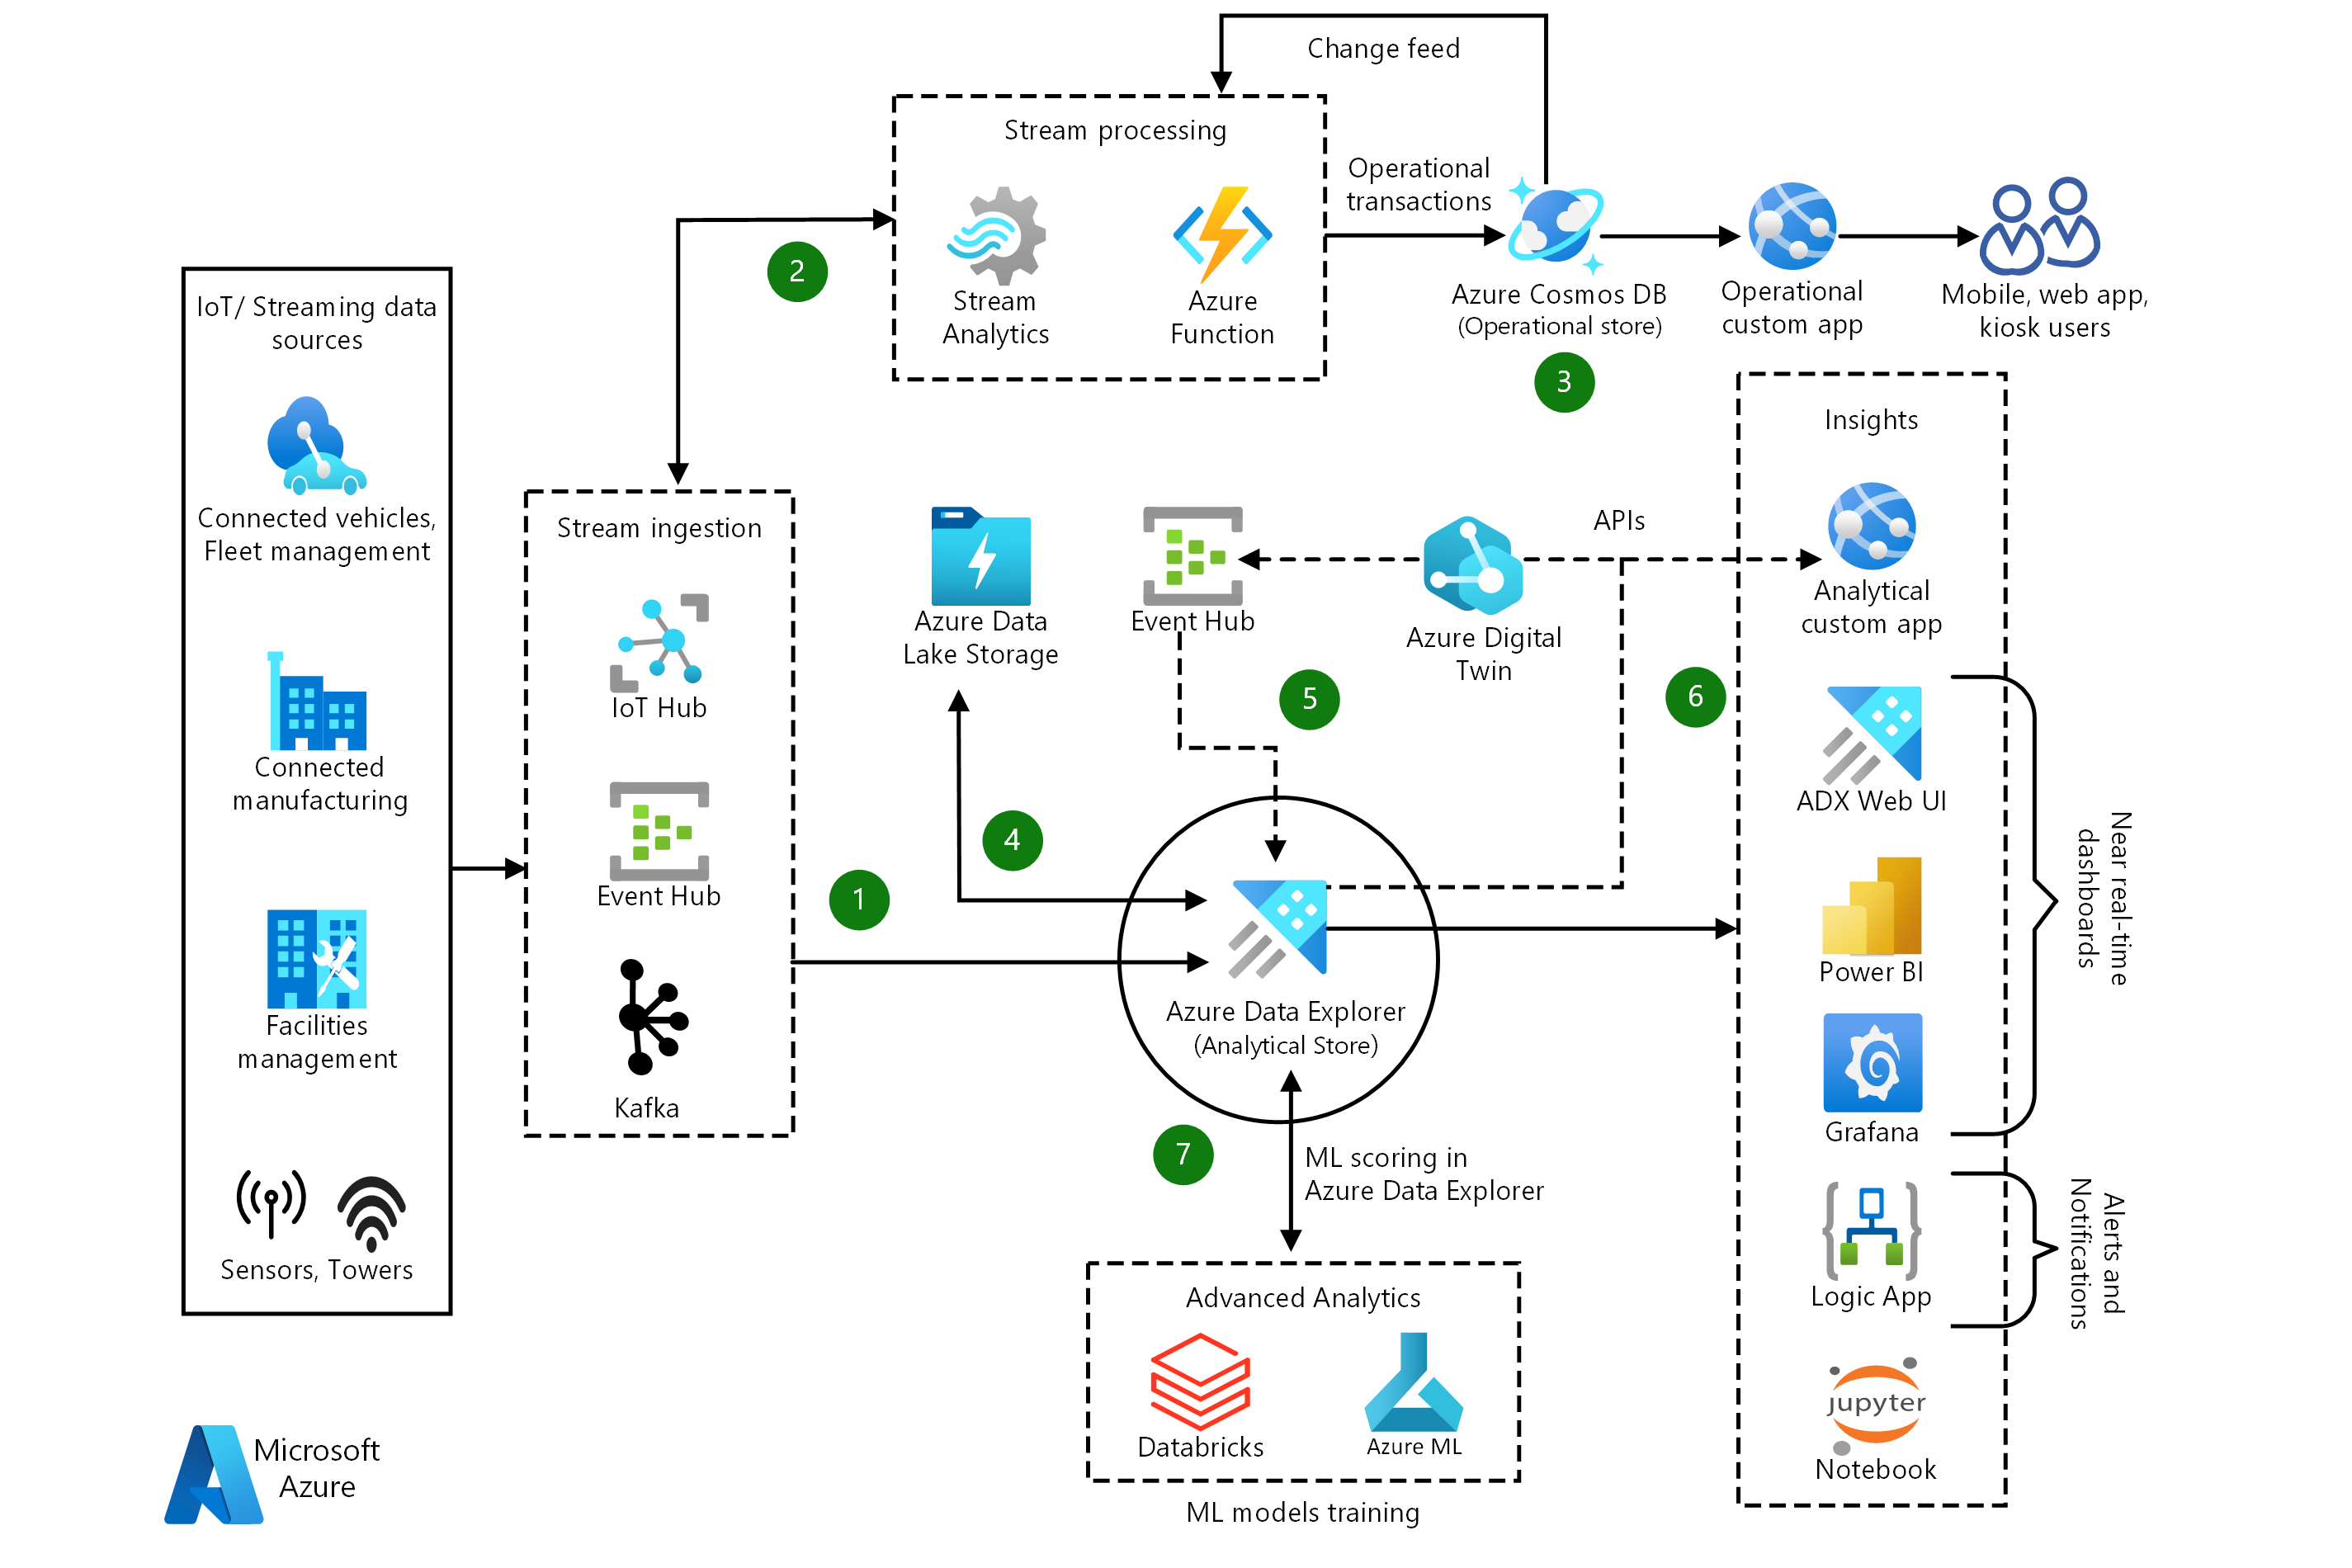 Change feed
Stream processing
Stream
Analytics
Azure
Function
Operational
transactions
Azure Cosmos DB
(Operational store)
Operational
custom app
Mobile, web app,
kiosk users
2
3
IoT/ Streaming data
sources
Connected vehicles,
Fleet management
Connected
manufacturing
Facilities
management
Sensors, Towers
Stream ingestion
IoT Hub
Event Hub
Kafka
1
Azure Data
Lake Storage
4
Event Hub
5
Azure Digital
Twin
APIs
6
Azure Data Explorer
(Analytical Store)
7
ML scoring in
Azure Data Explorer
Advanced Analytics
Databricks
Azure ML
ML models training
Insights
Analytical
custom app
ADX Web UI
Power BI
Grafana
Near real-time
dashboards
Logic App
Alerts and
Notifications
jupyter
Notebook
Microsoft
Azure